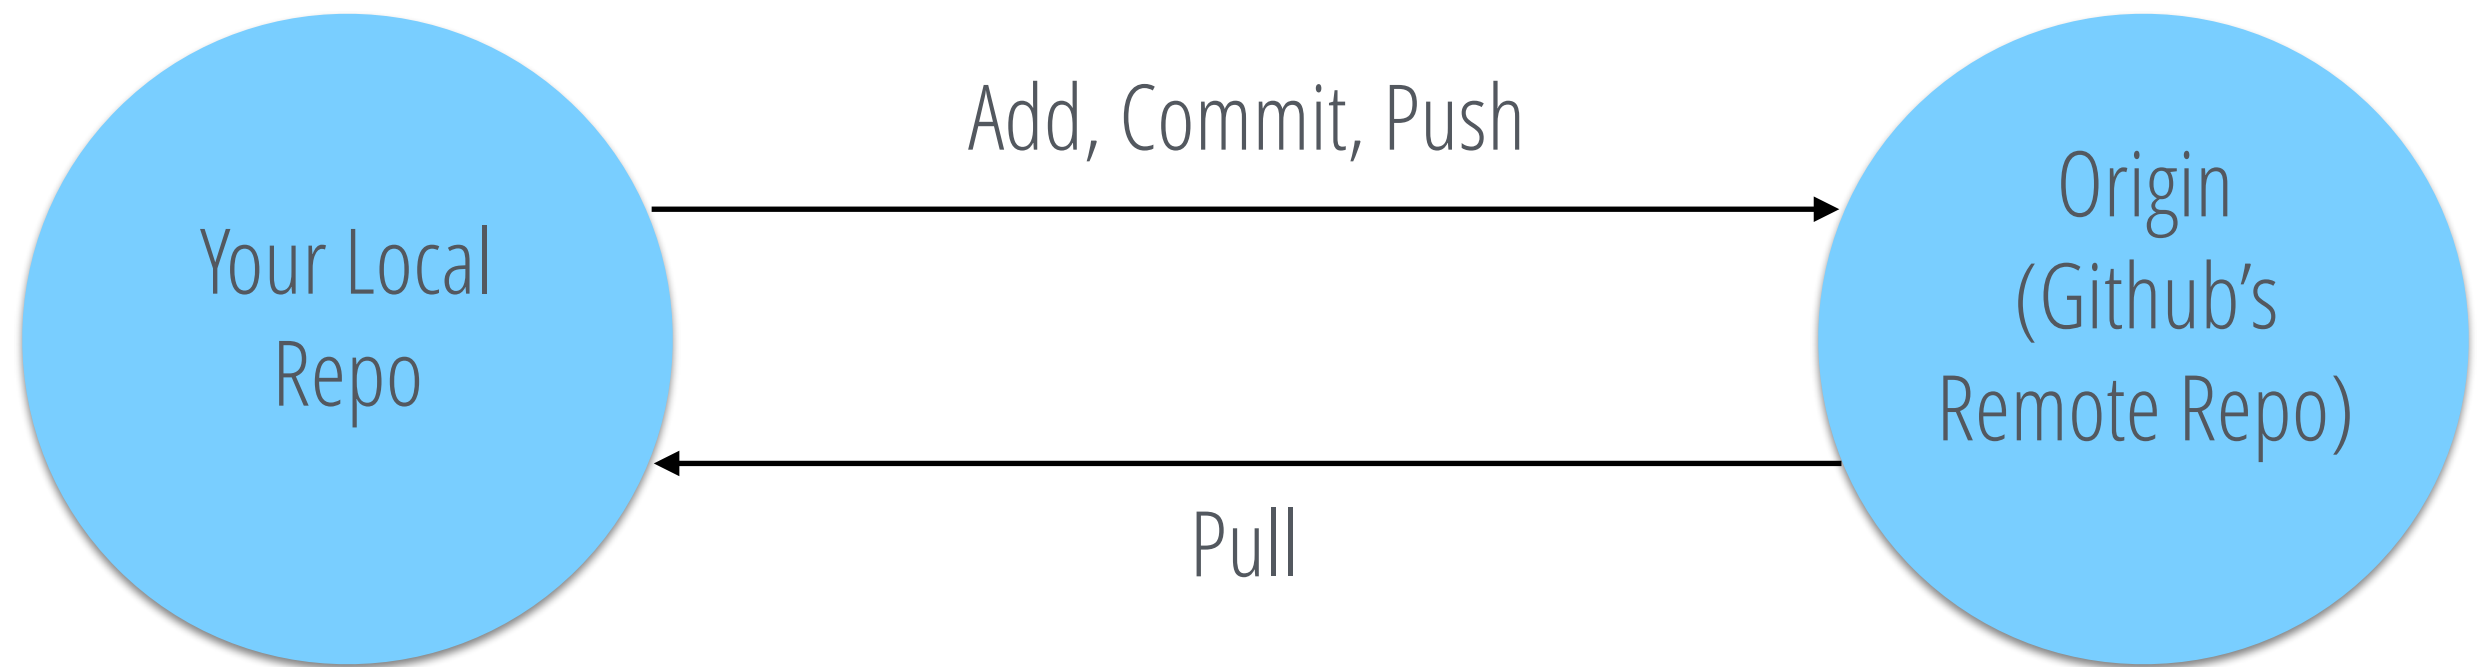 Your Local
Repo
Add, Commit, Push
Pull
Origin
(Github’s
Remote Repo)